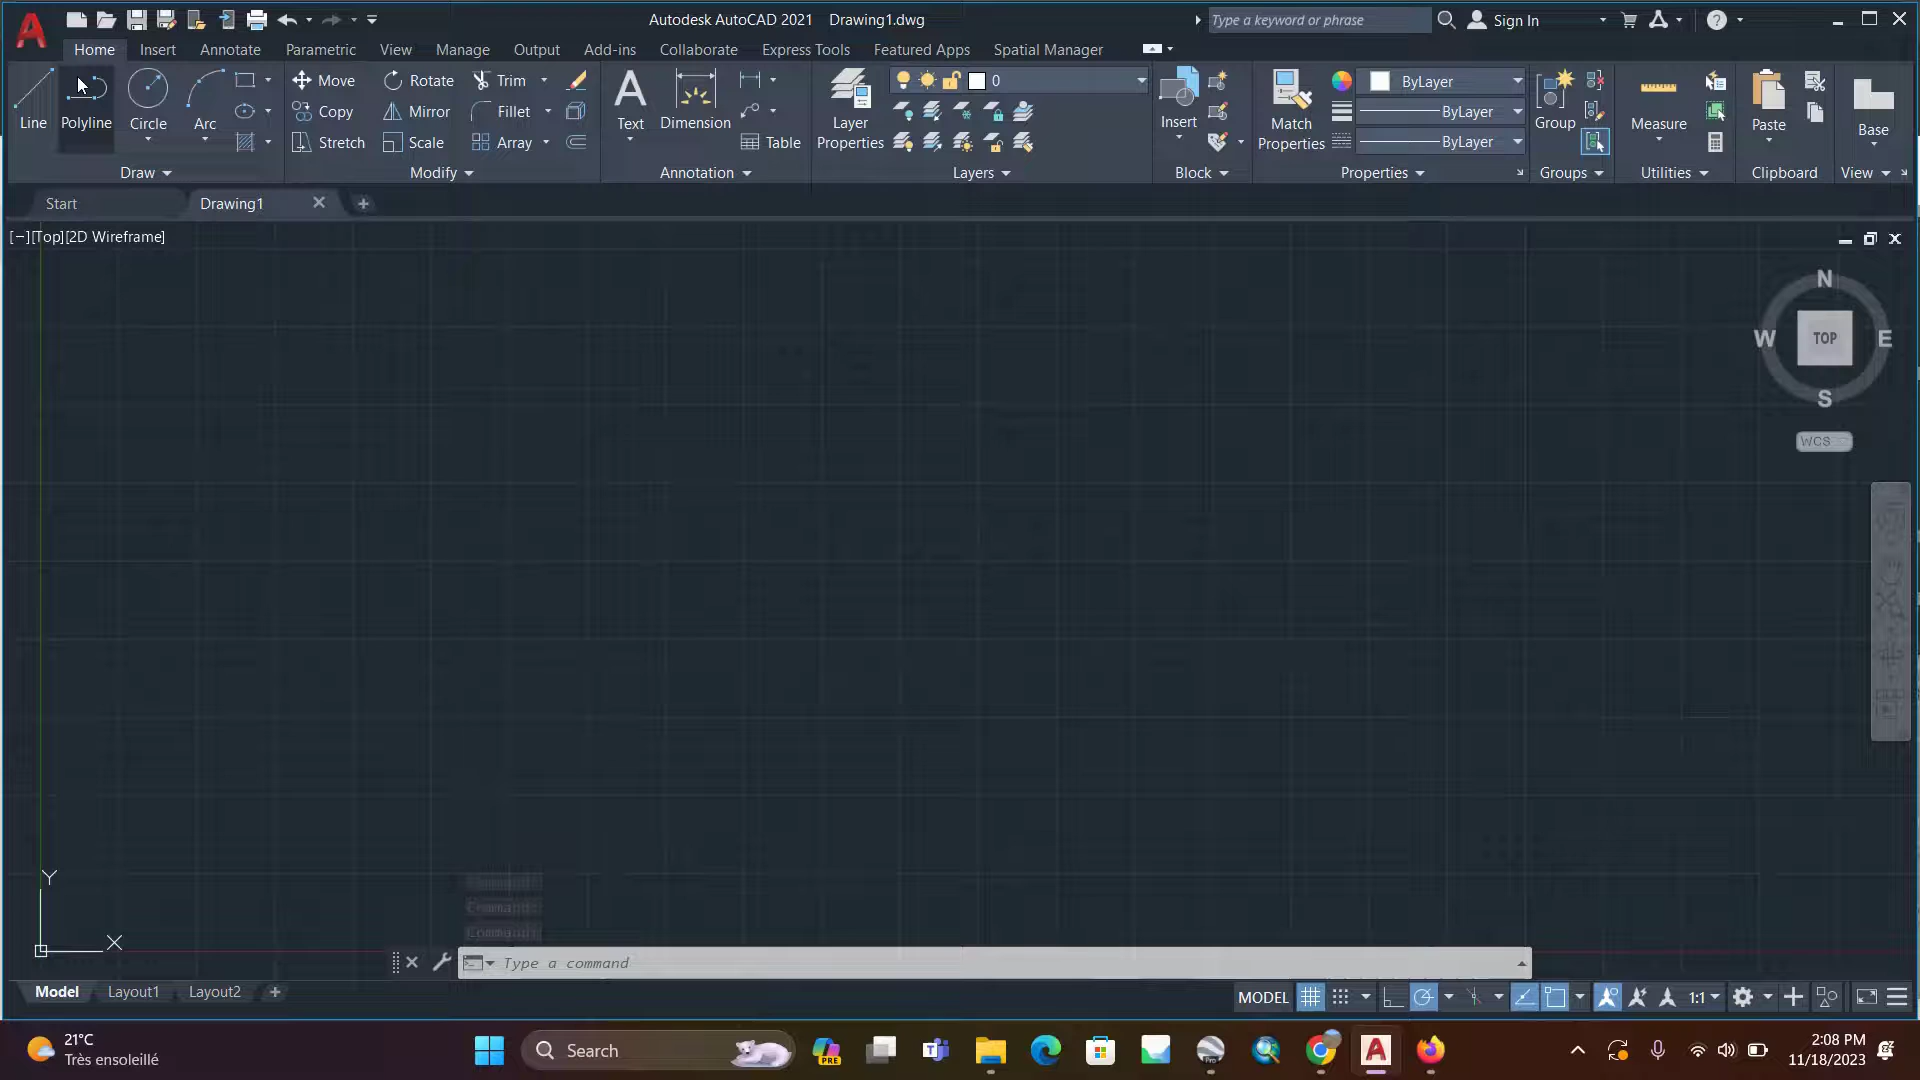 Autodesk AutoCAD 2021 Drawing1.dwg
Type a keyword or phrase
Sign In
Home Insert Annotate Parametric View Manage Output Add-ins Collaborate Express Tools Featured Apps Spatial Manager
Line
Polyline
Circle
Arc
Draw
Move
Rotate
Trim
Copy
Mirror
Fillet
Stretch
Scale
Array
Modify
Text
Dimension
Table
Annotation
Layer
Properties
0
Layers
Insert
Block
Match
Properties
ByLayer
ByLayer
ByLayer
Properties
Group
Groups
Measure
Utilities
Paste
Clipboard
Base
View
Start
Drawing1
[−][Top][2D Wireframe]
N
W
TOP
E
S
WCS
Y
X
Command:
Command:
Command:
Type a command
Model
Layout1
Layout2
MODEL
1:1
21°C
Très ensoleillé
Search
PRE
2:08 PM
11/18/2023